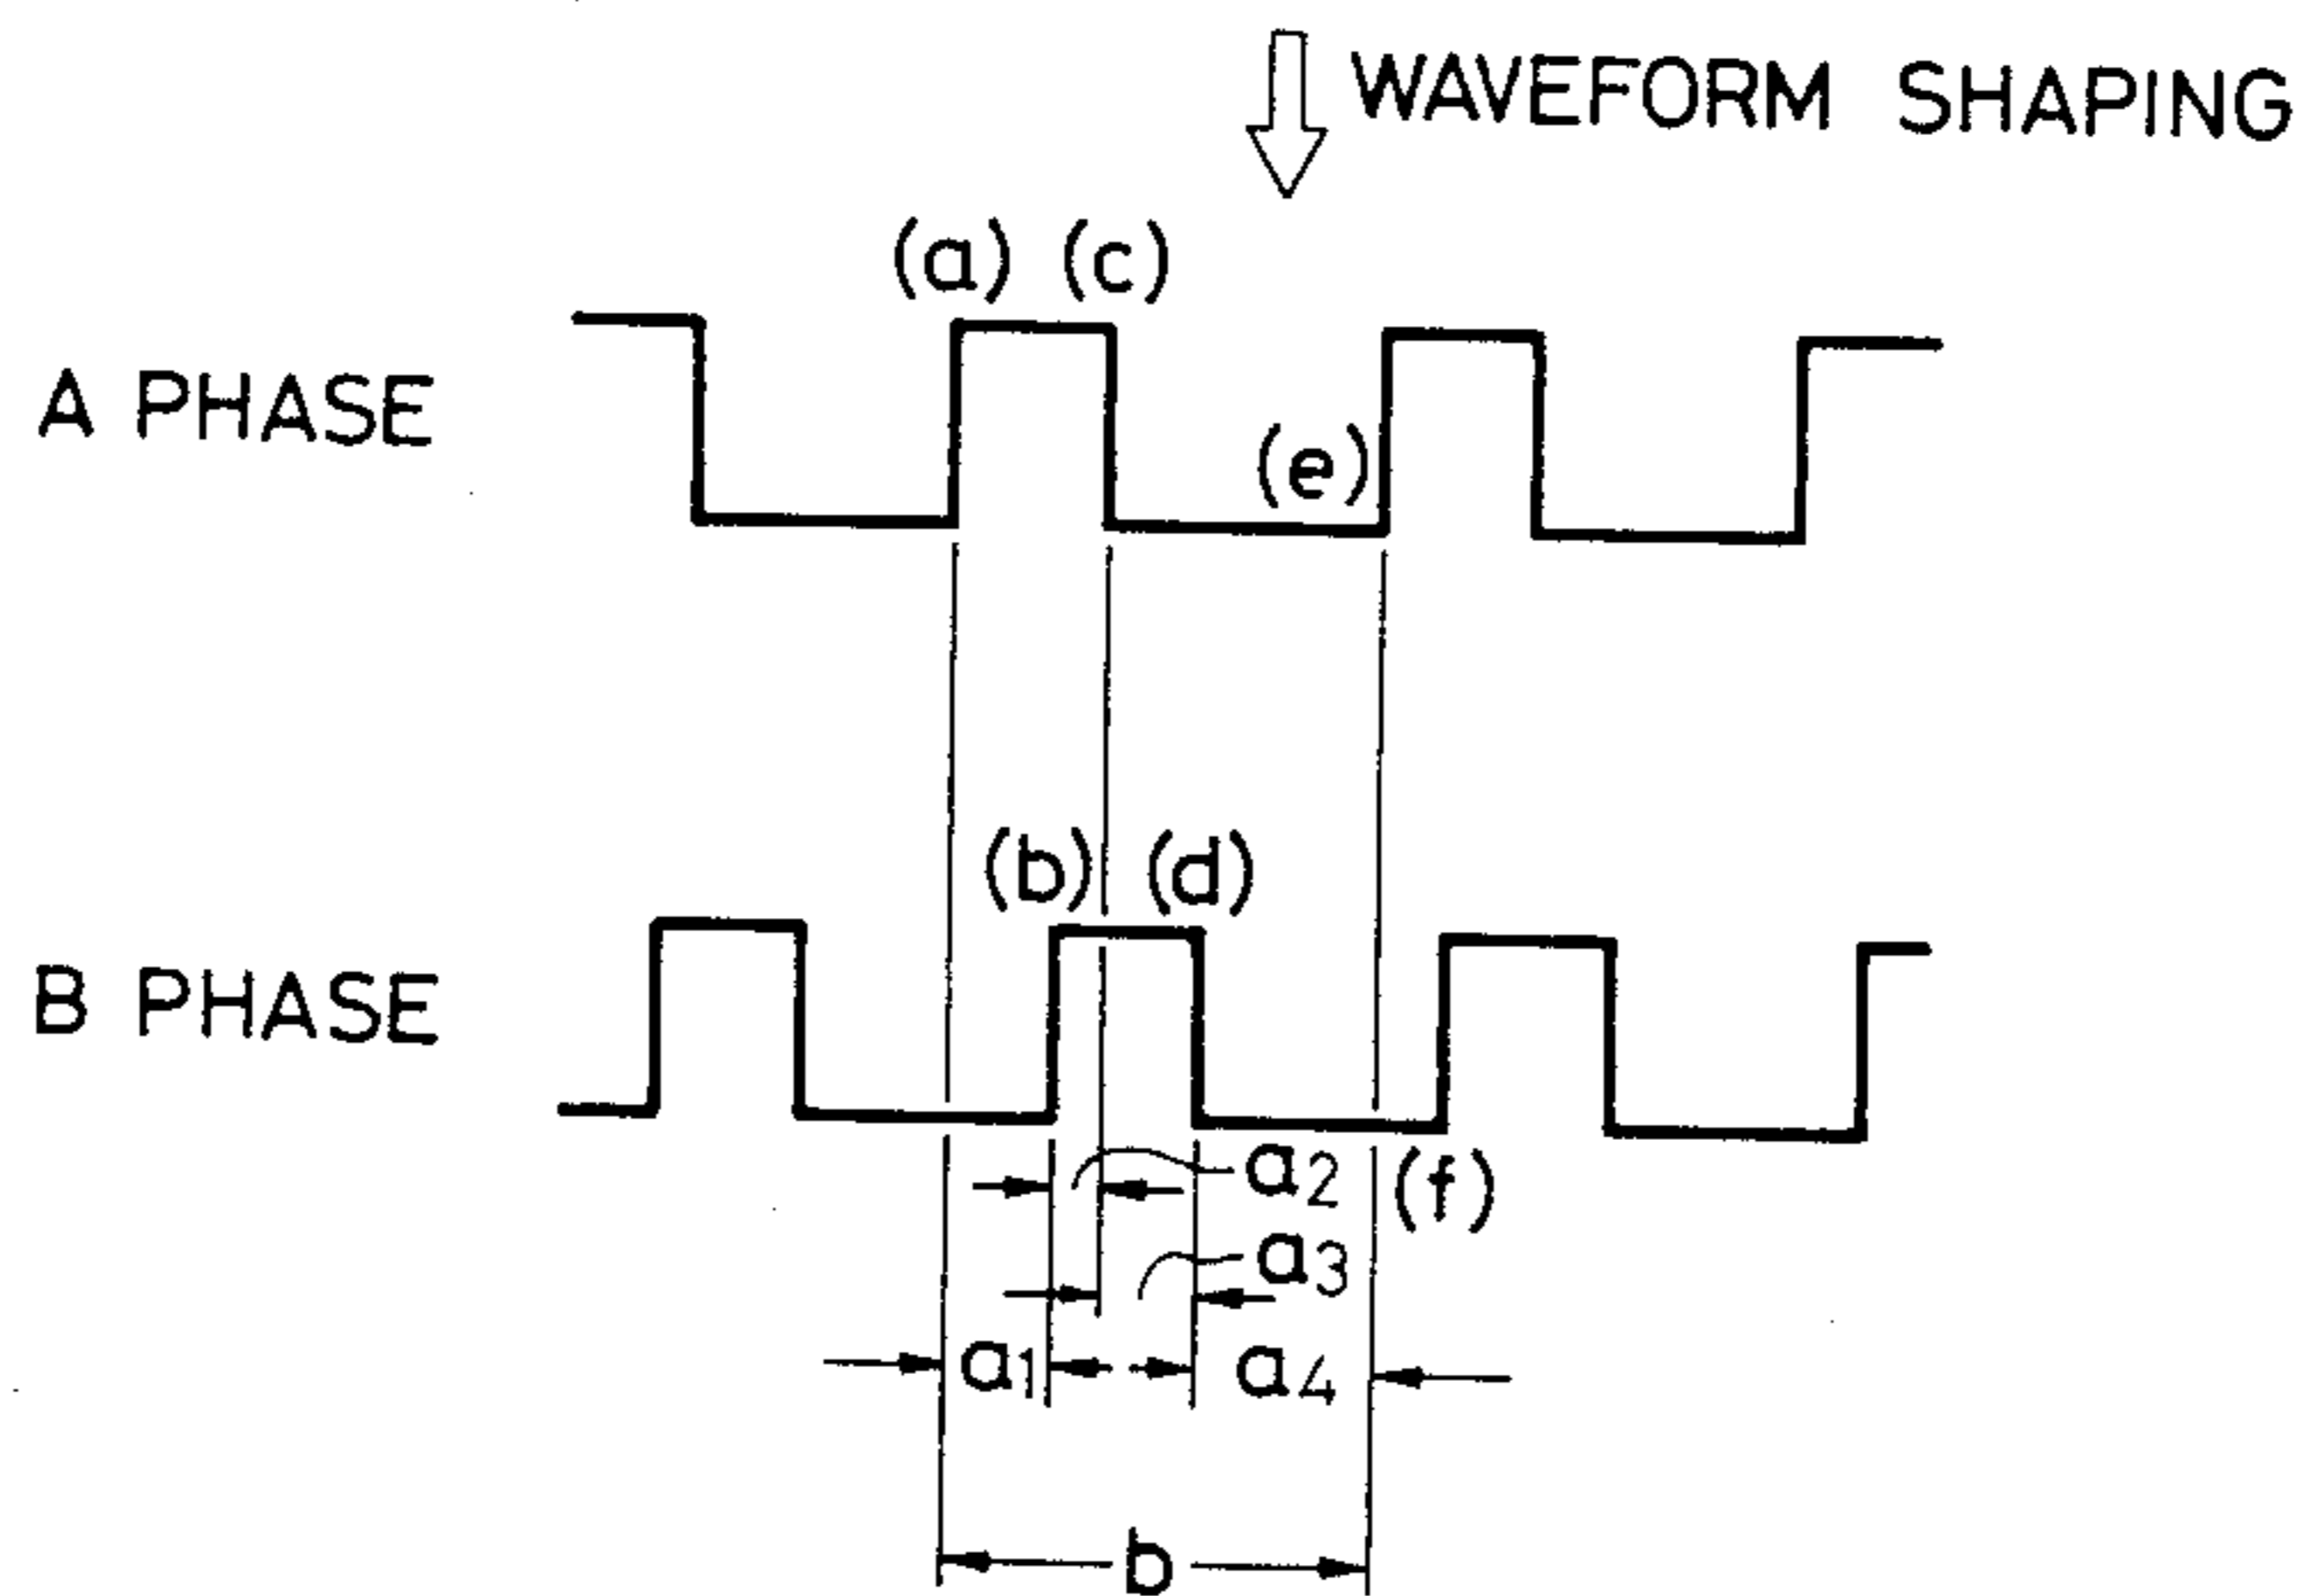 WAVEFORM SHAPING
(a) (c)
A PHASE
(e)
(b) (d)
B PHASE
a2
(f)
a3
a1
a4
b